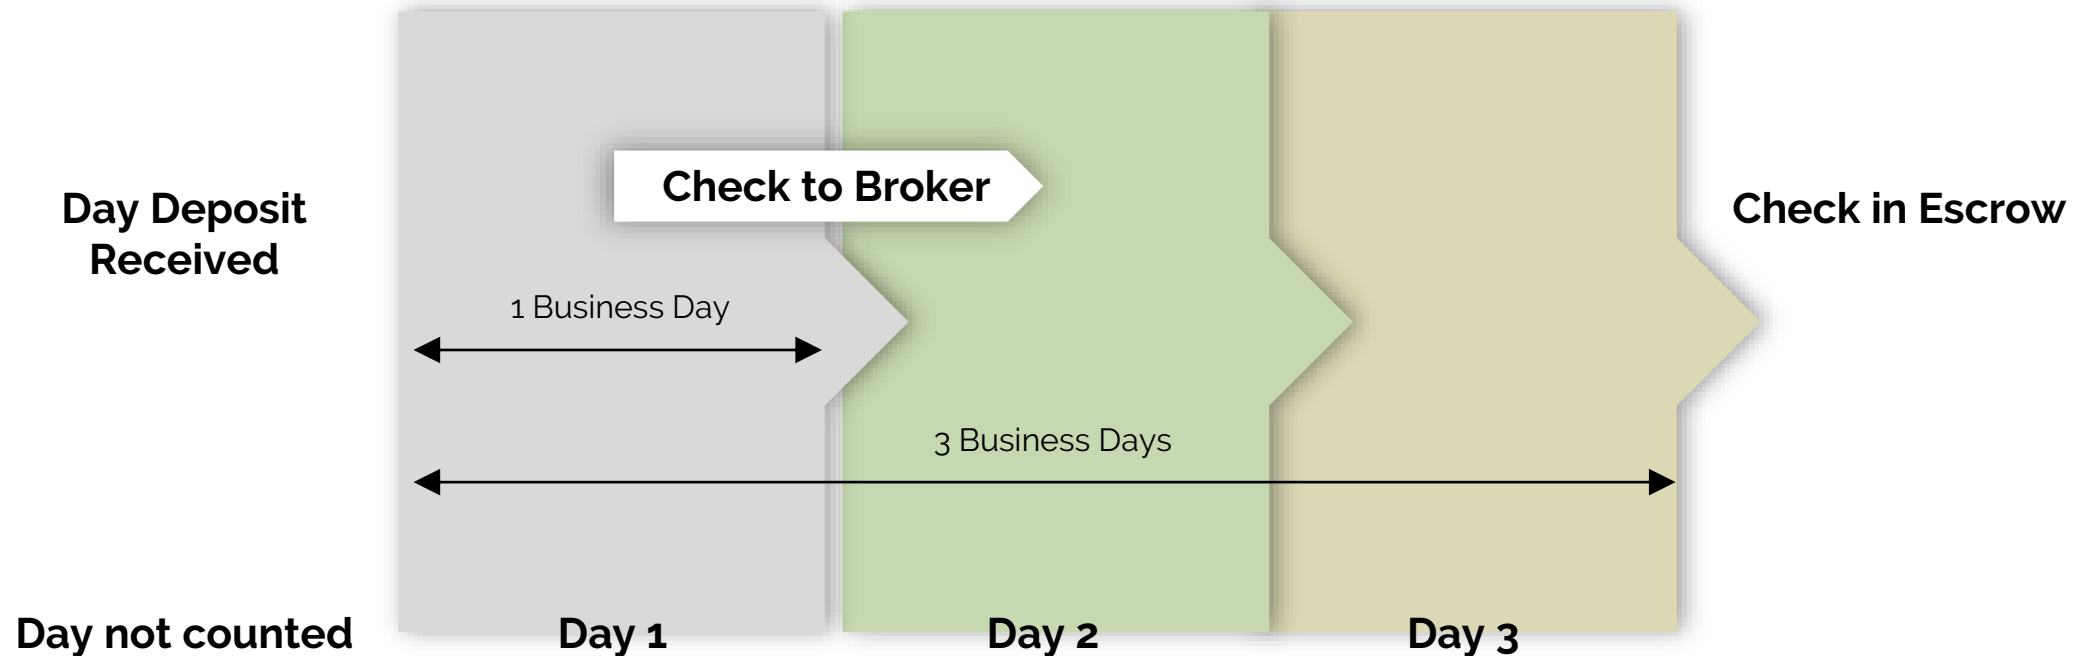 Day Deposit
Received
Check to Broker
Check in Escrow
1 Business Day
3 Business Days
Day not counted
Day 1
Day 2
Day 3